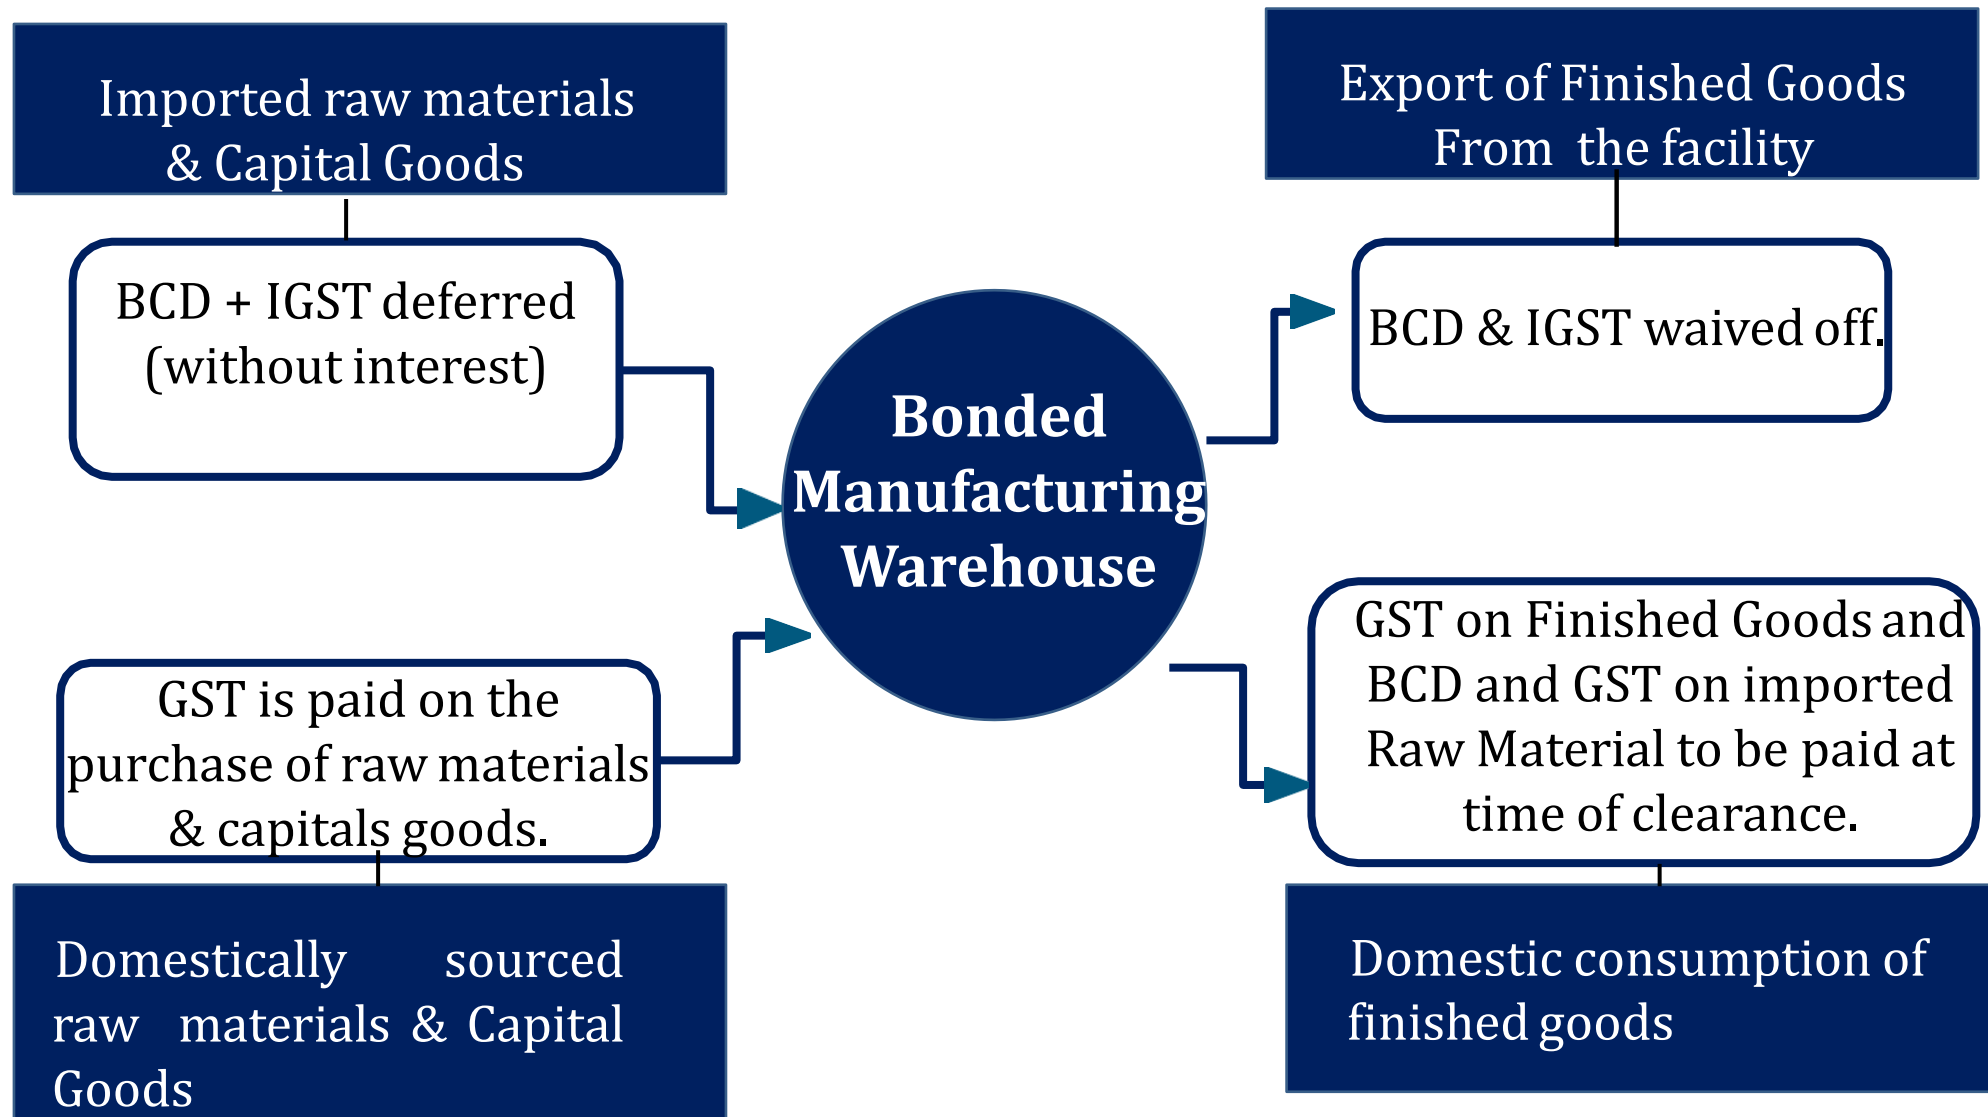 Imported raw materials
& Capital Goods
BCD + IGST deferred
(without interest)
GST is paid on the
purchase of raw materials
& capitals goods.
Domestically sourced
raw materials & Capital
Goods
Bonded
Manufacturing
Warehouse
Export of Finished Goods
From the facility
BCD & IGST waived off.
GST on Finished Goods and
BCD and GST on imported
Raw Material to be paid at
time of clearance.
Domestic consumption of
finished goods